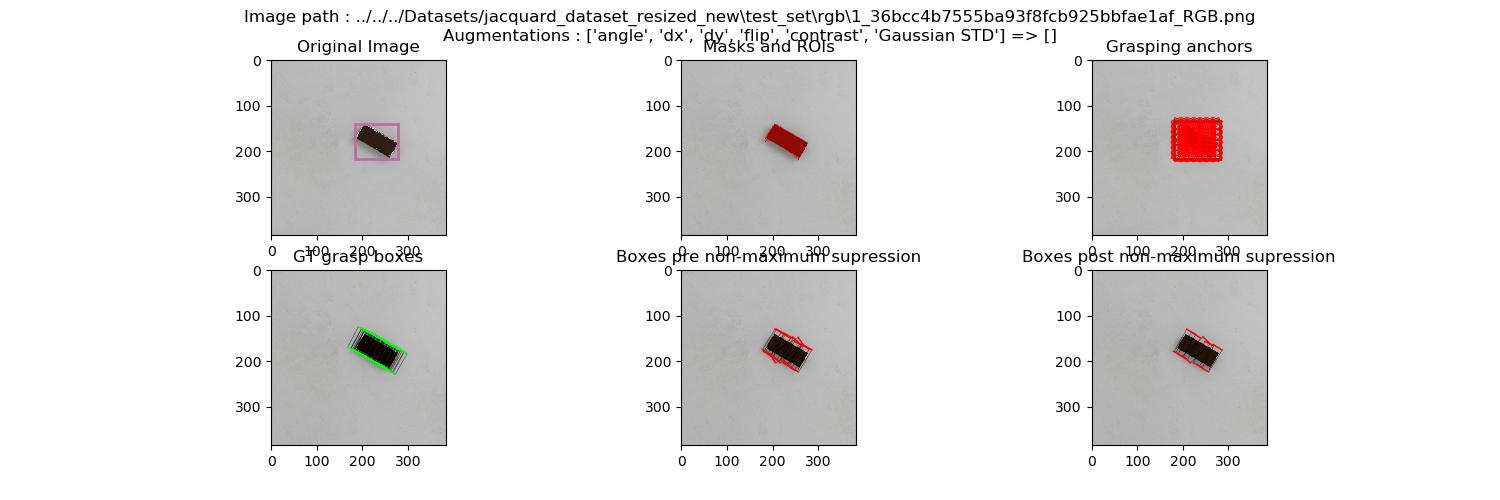 Image path : ../../../Datasets/jacquard_dataset_resized_new\test_set\rgb\1_36bcc4b7555ba93f8fcb925bbfae1af_RGB.png
Augmentations : ['angle', 'dx', 'dy', 'flip', 'contrast', 'Gaussian STD'] => []
Original Image
Masks and ROIs
Grasping anchors
0
100
200
300
0 100 200 300
0
100
200
300
0 100 200 300
0
100
200
300
0 100 200 300
GT grasp boxes
Boxes pre non-maximum supression
Boxes post non-maximum supression
0
100
200
300
0 100 200 300
0
100
200
300
0 100 200 300
0
100
200
300
0 100 200 300